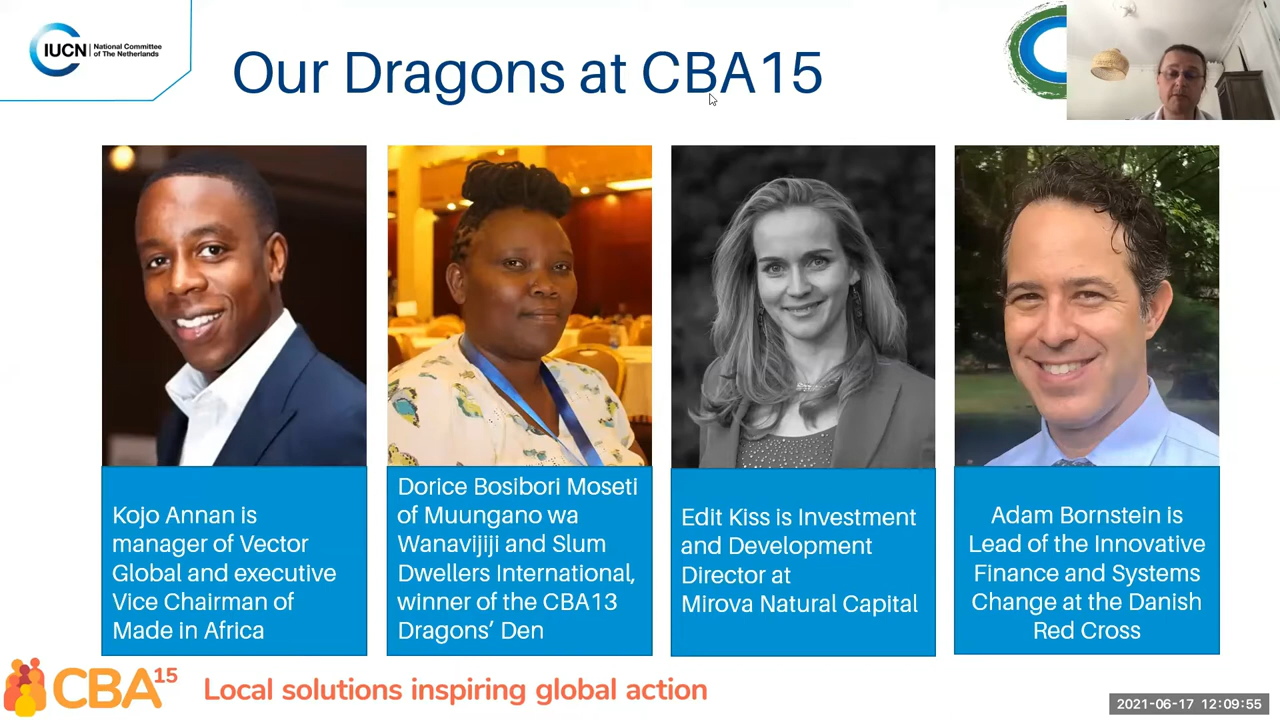 IUCN
National Committee
of The Netherlands
Our Dragons at CBA15
Kojo Annan is
manager of Vector
Global and executive
Vice Chairman of
Made in Africa
Dorice Bosibori Moseti
of Muungano wa
Wanavijiji and Slum
Dwellers International,
winner of the CBA13
Dragons’ Den
Edit Kiss is Investment
and Development
Director at
Mirova Natural Capital
Adam Bornstein is
Lead of the Innovative
Finance and Systems
Change at the Danish
Red Cross
CBA15
Local solutions inspiring global action
2021-06-17 12:09:55